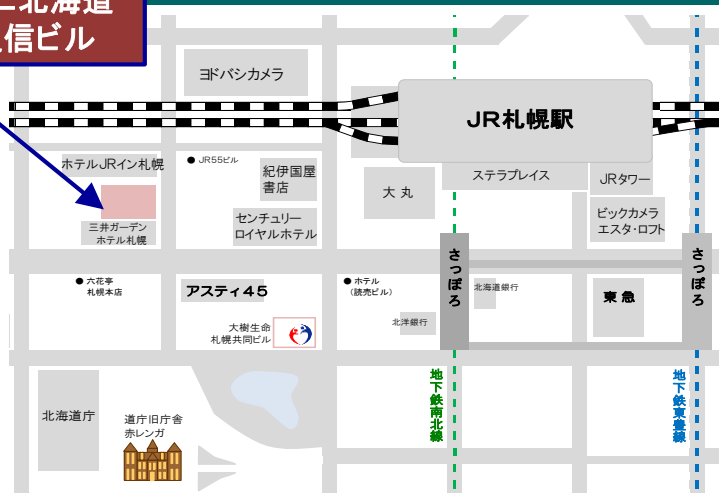 北海道
信ビル
ヨドバシカメラ
JR札幌駅
ホテルJRイン札幌
● JR55ビル
紀伊国屋
書店
大 丸
ステラプレイス
JRタワー
三井ガーデン
ホテル札幌
センチュリー
ロイヤルホテル
ビックカメラ
エスタ・ロフト
さっぽろ
さっぽろ
● 六花亭
札幌本店
アスティ45
● ホテル
(読売ビル)
北海道銀行
東 急
大樹生命
札幌共同ビル
北洋銀行
地下鉄南北線
地下鉄東豊線
北海道庁
道庁旧庁舎
赤レンガ